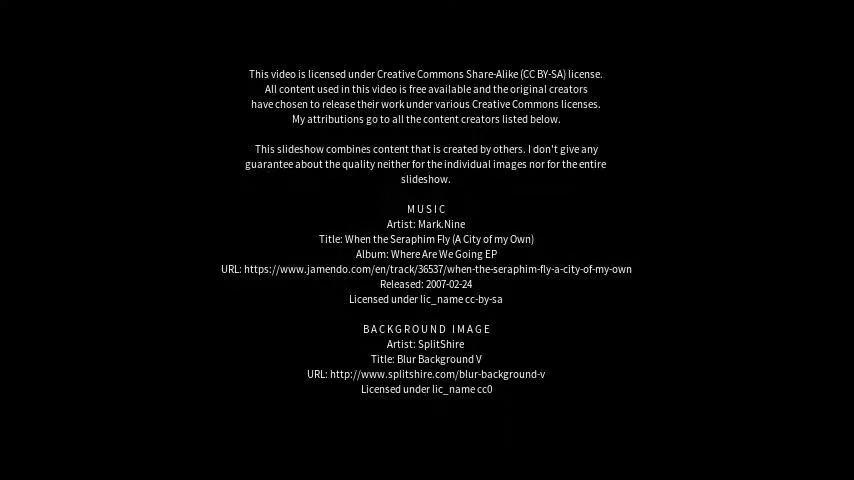 This video is licensed under Creative Commons Share-Alike (CC BY-SA) license.
All content used in this video is free available and the original creators
have chosen to release their work under various Creative Commons licenses.
My attributions go to all the content creators listed below.
This slideshow combines content that is created by others. I don't give any
guarantee about the quality neither for the individual images nor for the entire
slideshow.
MUSIC
Artist: Mark.Nine
Title: When the Seraphim Fly (A City of my Own)
Album: Where Are We Going EP
URL: https://www.jamendo.com/en/track/36537/when-the-seraphim-fly-a-city-of-my-own
Released: 2007-02-24
Licensed under lic_name cc-by-sa
BACKGROUND IMAGE
Artist: SplitShire
Title: Blur Background V
URL: http://www.splitshire.com/blur-background-v
Licensed under lic_name cc0